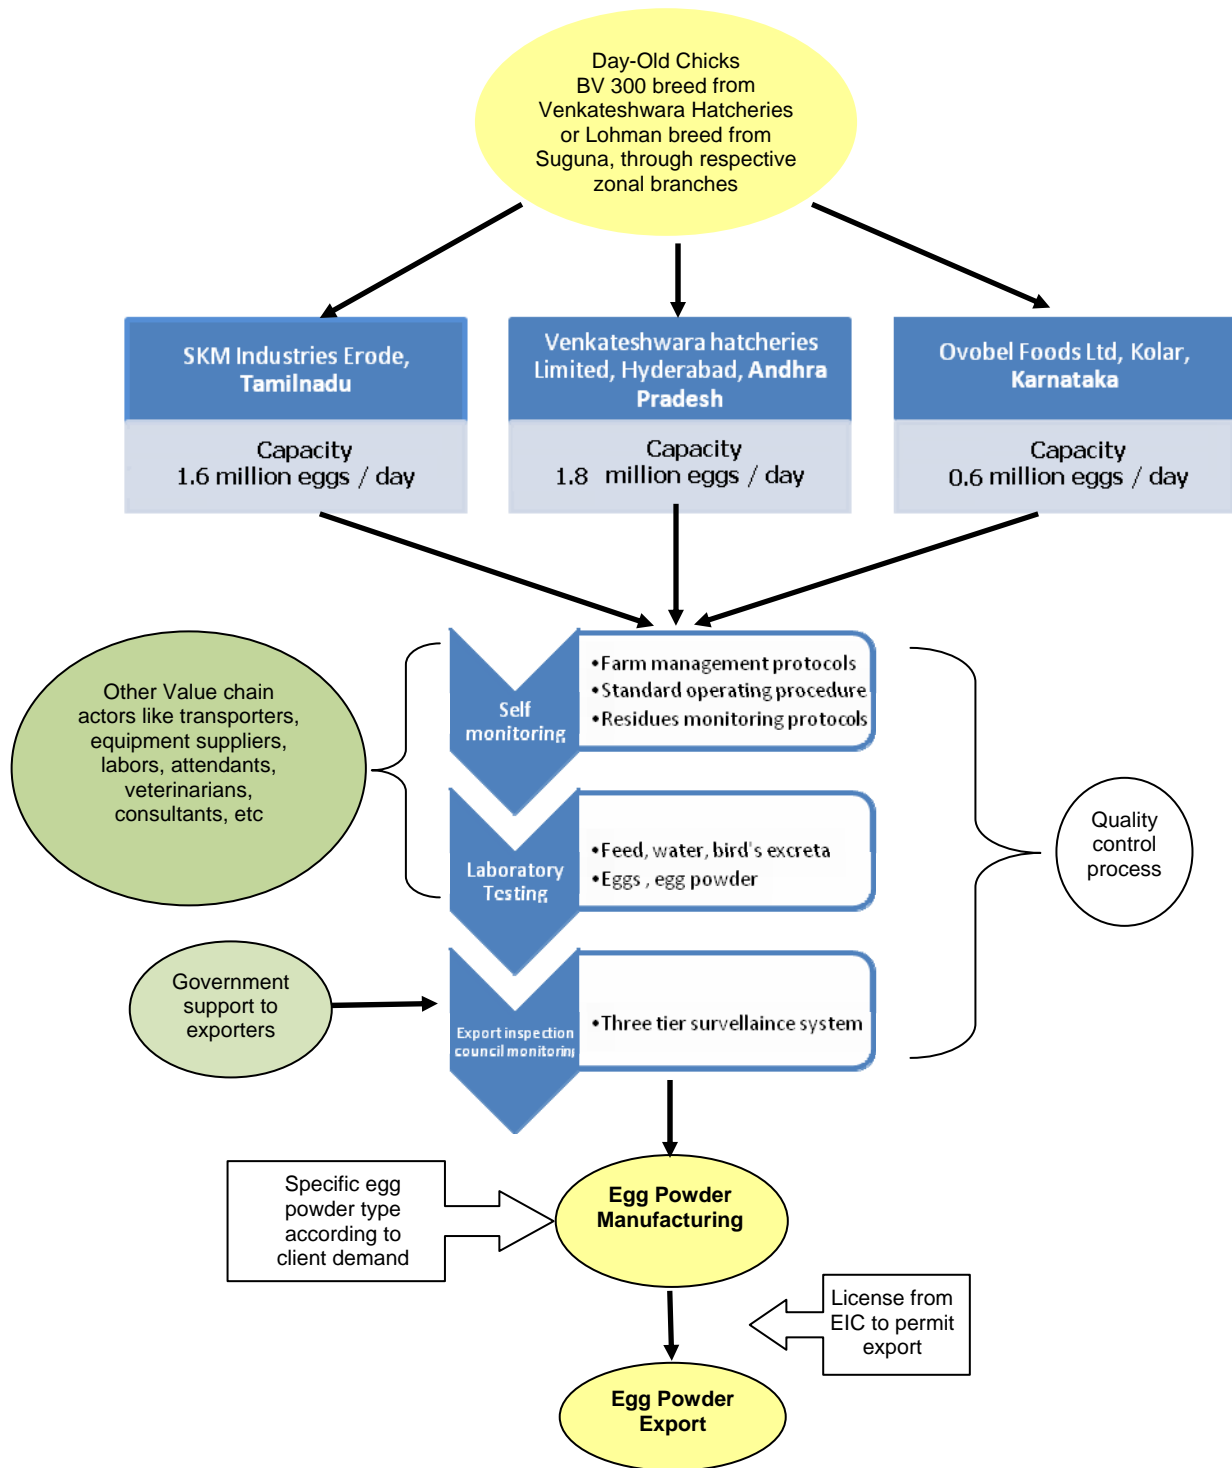 Day-Old Chicks
BV 300 breed from
Venkateshwara Hatcheries
or Lohman breed from
Suguna, through respective
zonal branches
SKM Industries Erode,
Tamilnadu
Capacity
1.6 million eggs / day
Venkateshwara hatcheries
Limited, Hyderabad, Andhra
Pradesh
Capacity
1.8 million eggs / day
Ovobel Foods Ltd, Kolar,
Karnataka
Capacity
0.6 million eggs / day
Other Value chain
actors like transporters,
equipment suppliers,
labors, attendants,
veterinarians,
consultants, etc
Self
monitoring
•Farm management protocols
•Standard operating procedure
•Residues monitoring protocols
Laboratory
Testing
•Feed, water, bird's excreta
•Eggs , egg powder
Quality
control
process
Government
support to
exporters
Export inspection
council monitoring
•Three tier survellaince system
Specific egg
powder type
according to
client demand
Egg Powder
Manufacturing
License from
EIC to permit
export
Egg Powder
Export